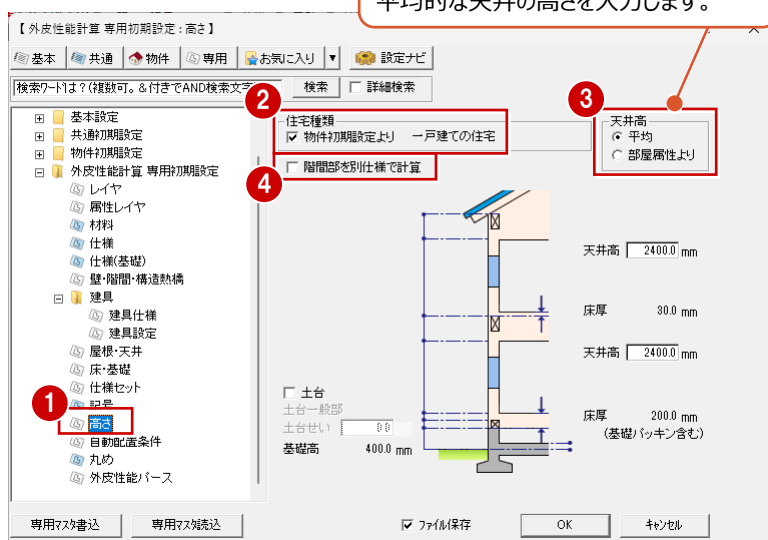 平均的な天井の高さを入力します。
【 外皮性能計算 専用初期設定 : 高さ 】
基本 共通 物件 専用 お気に入り ▼ 設定ナビ
検索ワードは？(複数可。＆付きでAND検索文字 検索 詳細検索
2
3
基本設定
共通初期設定
物件初期設定
外皮性能計算 専用初期設定
レイヤ
属性レイヤ
材料
仕様
仕様(基礎)
壁・階間・構造熱橋
建具
建具仕様
建具設定
屋根・天井
床・基礎
仕様セット
1
記号
高さ
自動配置条件
丸め
外皮性能パース
住宅種類
物件初期設定より 一戸建ての住宅
4
階間部を別仕様で計算
天井高
平均
部屋属性より
天井高 2400.0 mm
床厚 30.0 mm
天井高 2400.0 mm
床厚 200.0 mm
(基礎パッキン含む)
土台
土台一般部
土台せい 0.0
基礎高 400.0 mm
専用マスタ書込 専用マスタ読込 ファイル保存 OK キャンセル